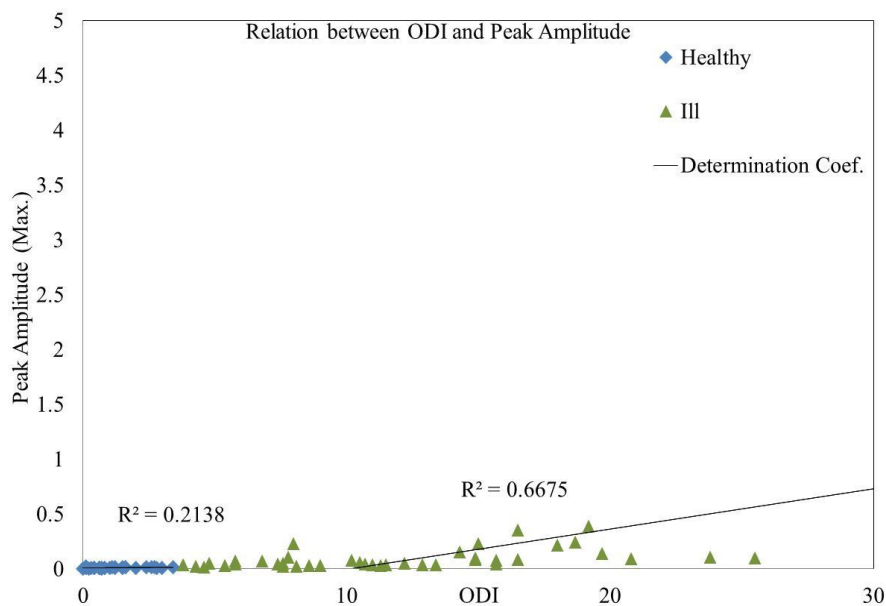 Relation between ODI and Peak Amplitude
Healthy
Ill
Determination Coef.
Peak Amplitude (Max.)
5
4.5
4
3.5
3
2.5
2
1.5
1
0.5
0
R² = 0.2138
R² = 0.6675
0
10
20
30
ODI